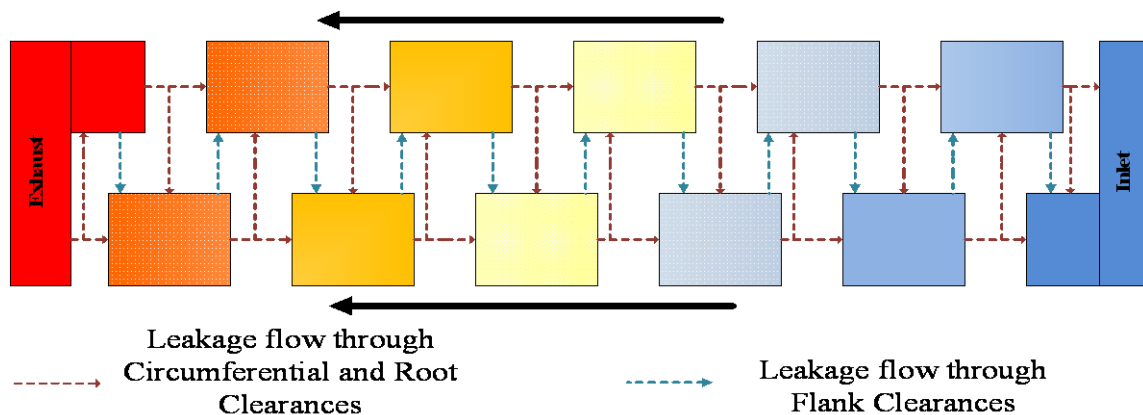 Exhaust
Inlet
Leakage flow through
Circumferential and Root
Clearances
Leakage flow through
Flank Clearances